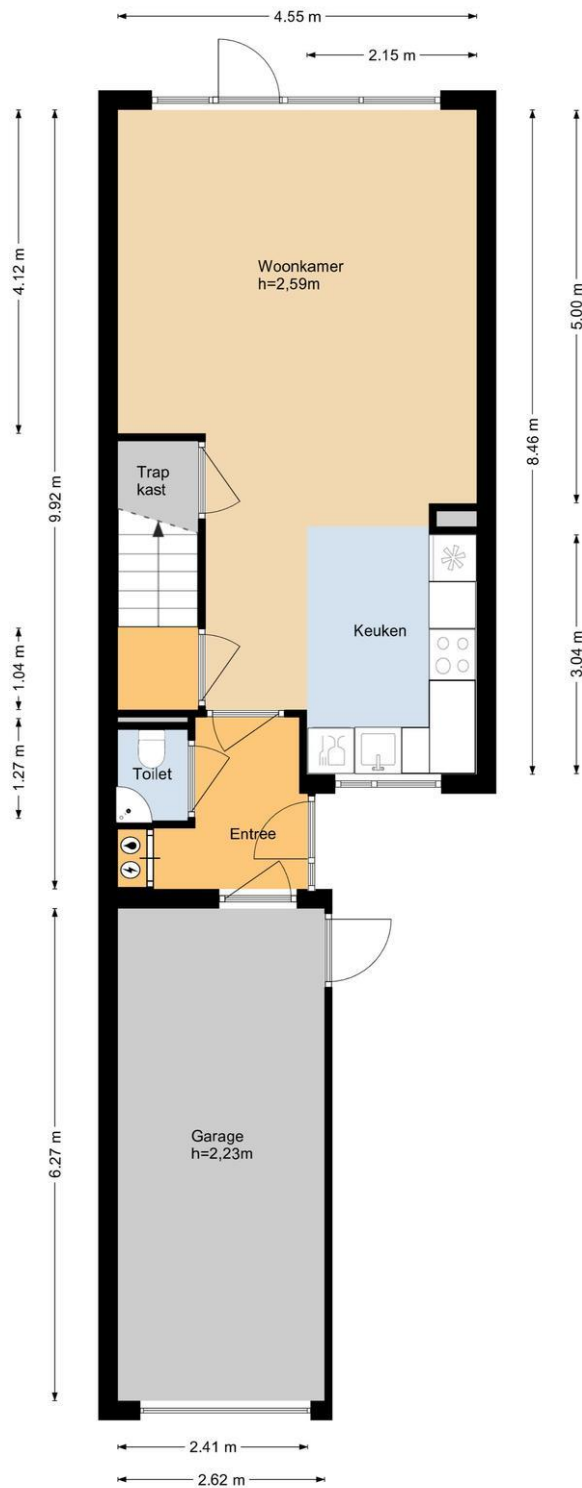 4.55 m
2.15 m
4.12 m
9.92 m
Woonkamer
h=2,59m
5.00 m
8.46 m
Trap
kast
Keuken
3.04 m
1.04 m
1.27 m
Toilet
Entree
6.27 m
Garage
h=2,23m
2.41 m
2.62 m